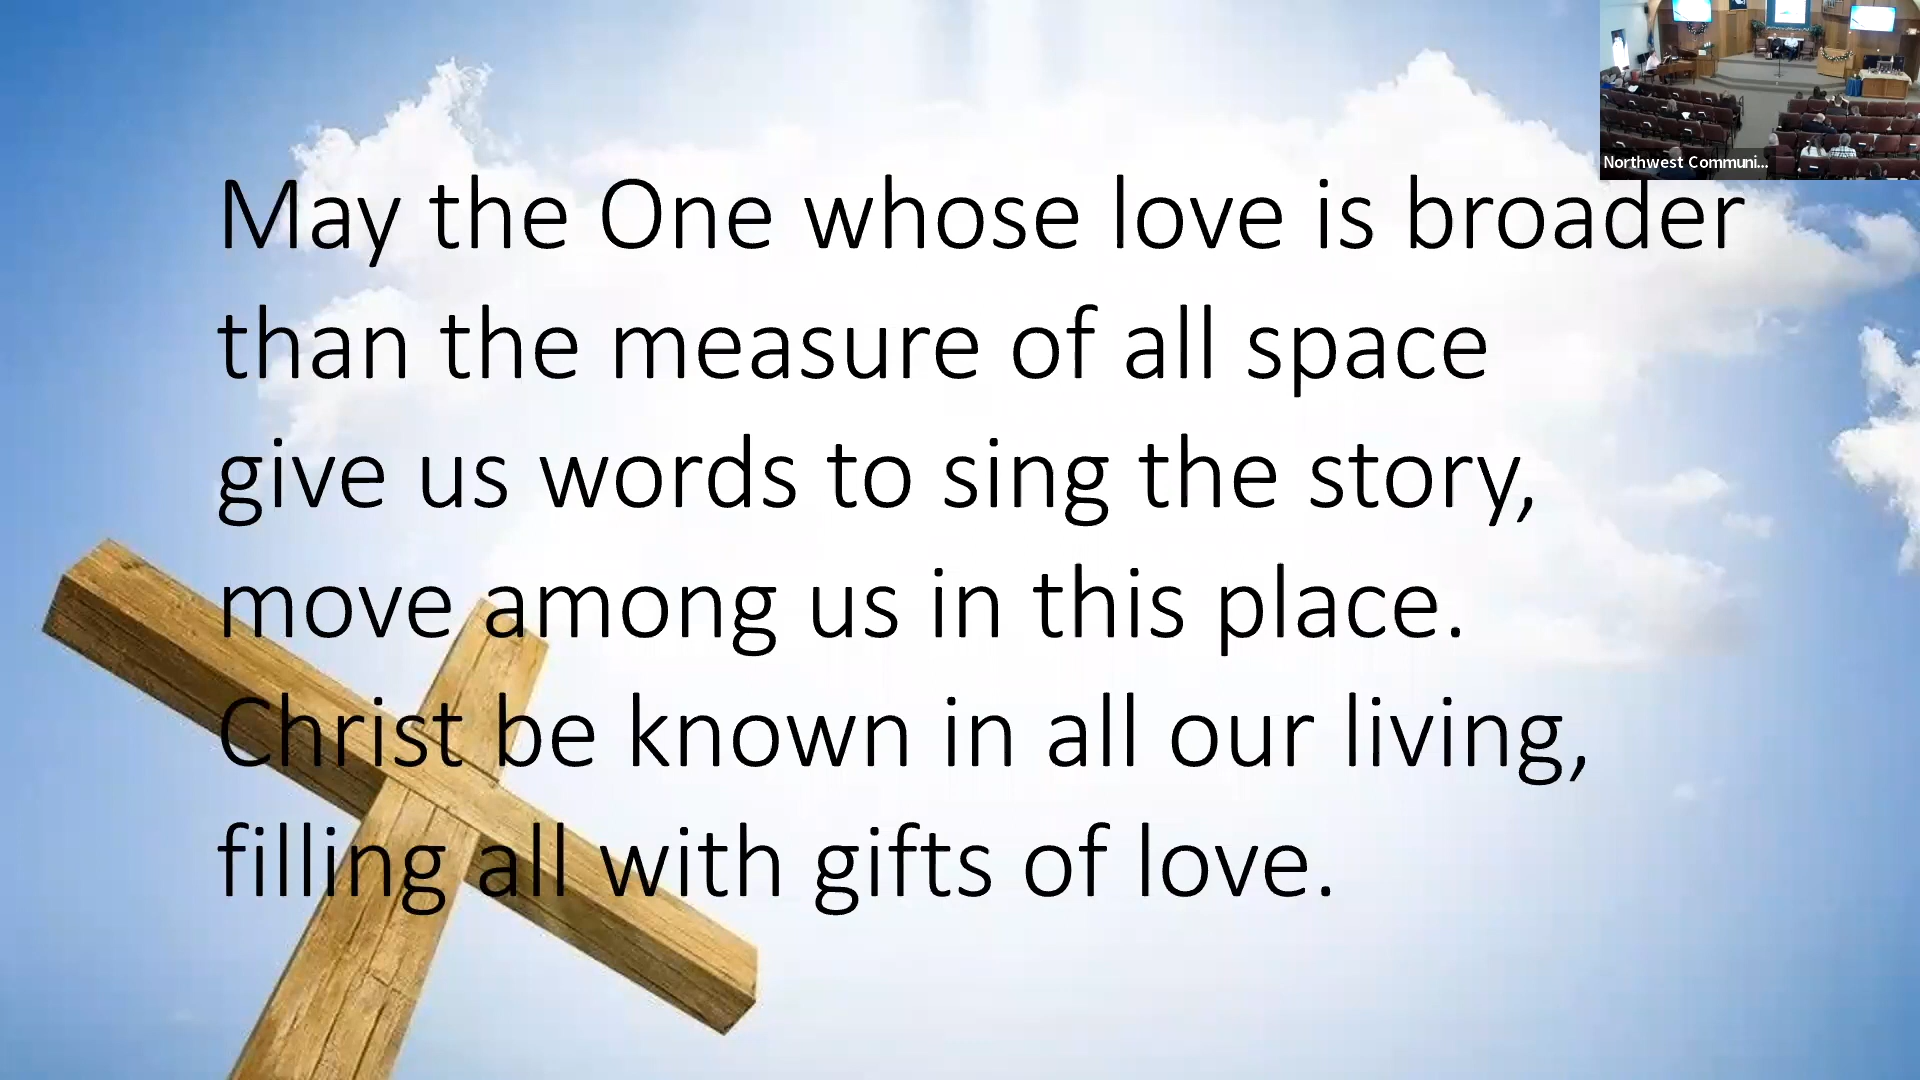 Northwest Communi...
May the One whose love is broader
than the measure of all space
give us words to sing the story,
move among us in this place.
Christ be known in all our living,
filling all with gifts of love.